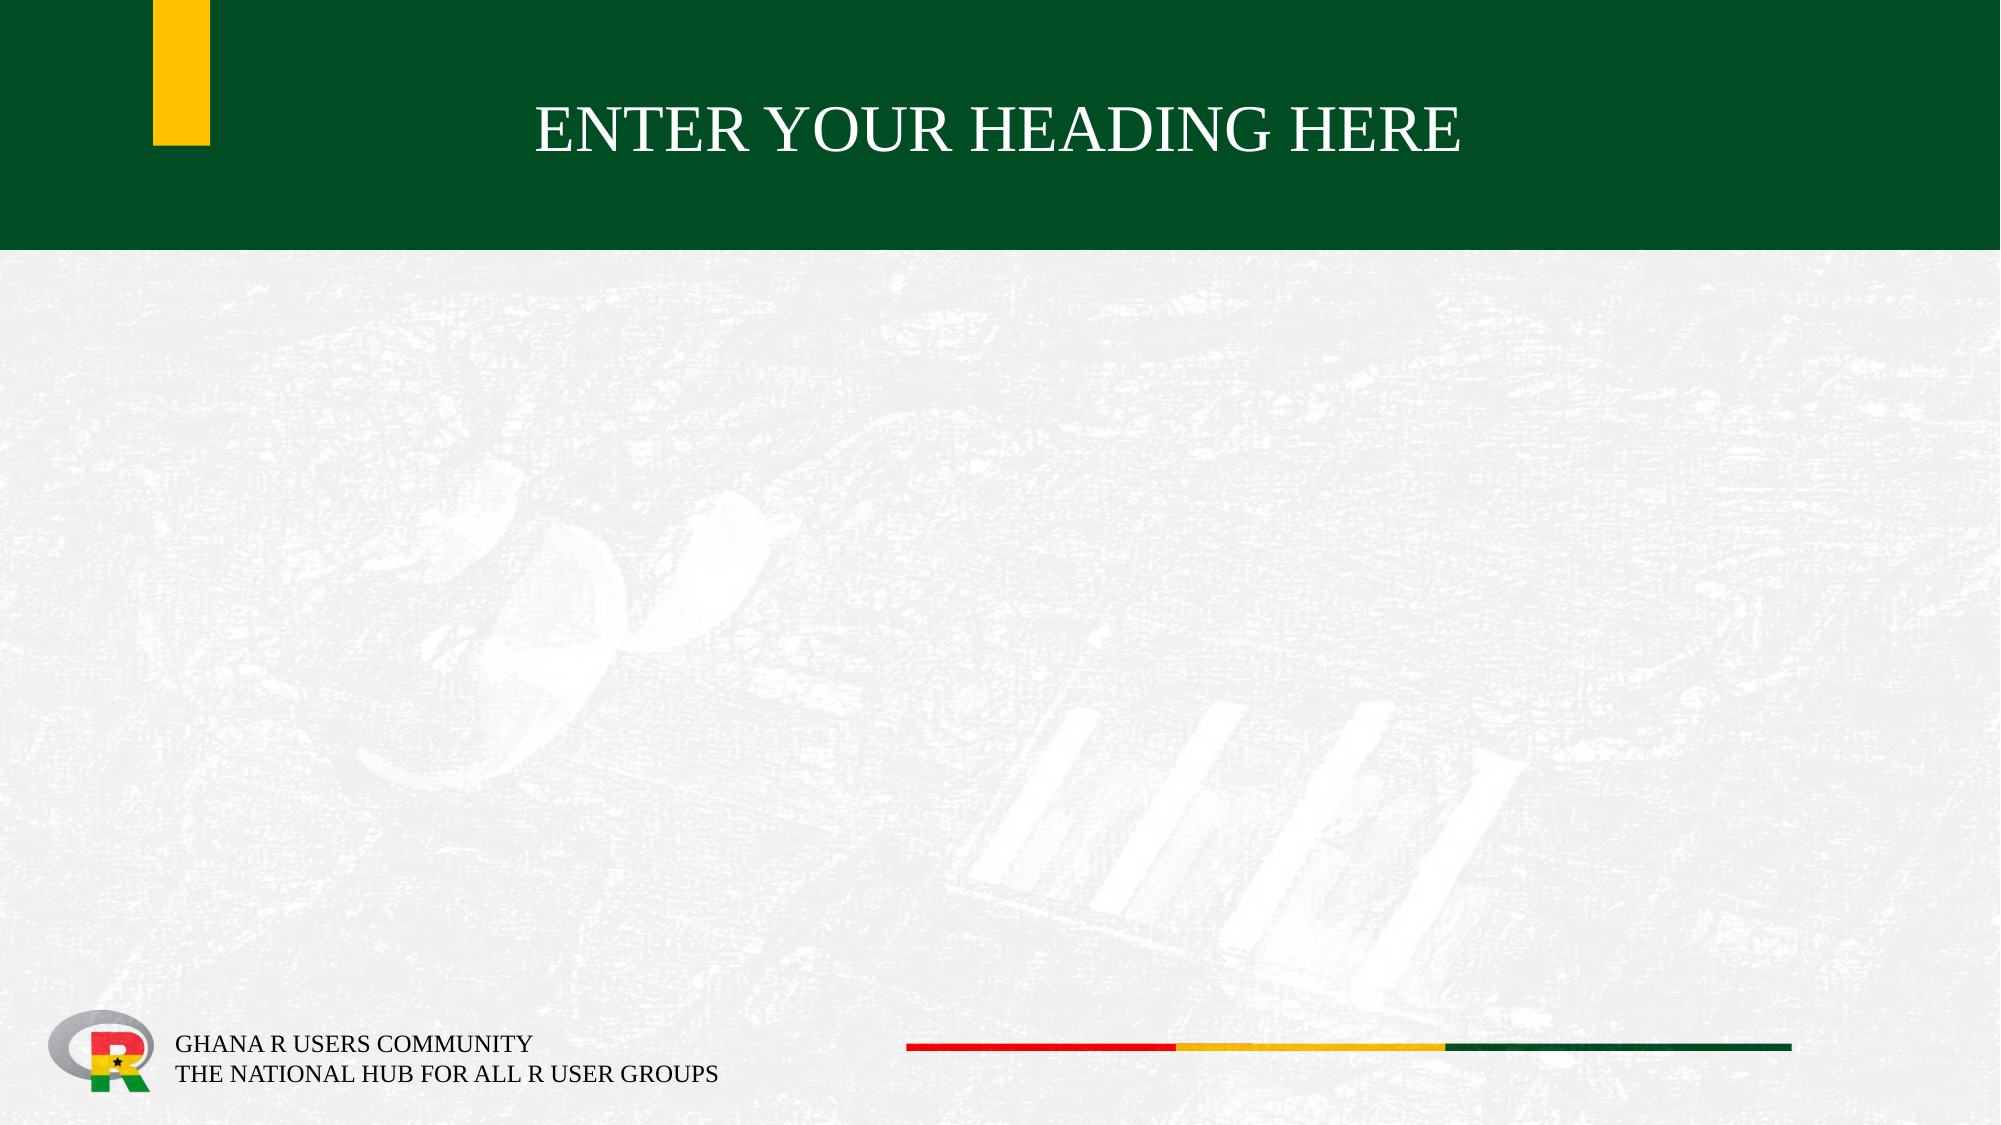 ENTER YOUR HEADING HERE
R
GHANA R USERS COMMUNITY
THE NATIONAL HUB FOR ALL R USER GROUPS